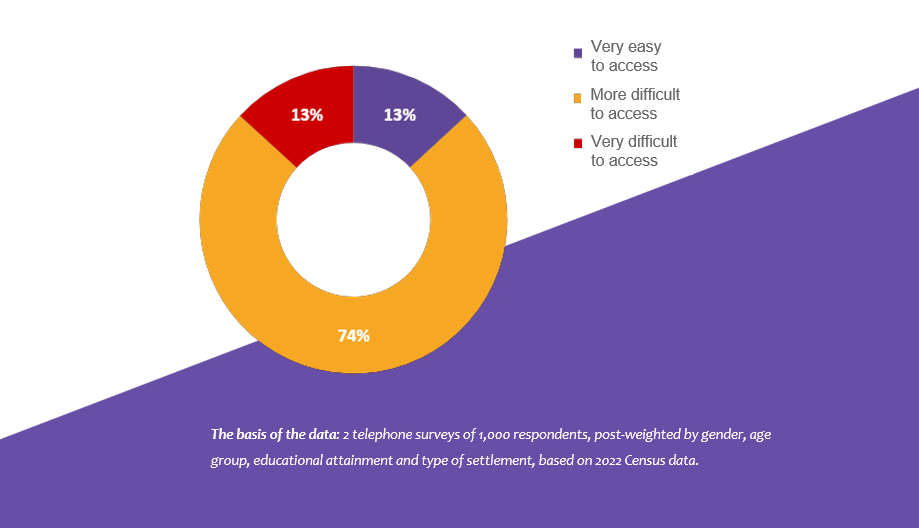 Very easy
to access
More difficult
to access
Very difficult
to access
13%
13%
74%
The basis of the data: 2 telephone surveys of 1,000 respondents, post-weighted by gender, age
group, educational attainment and type of settlement, based on 2022 Census data.